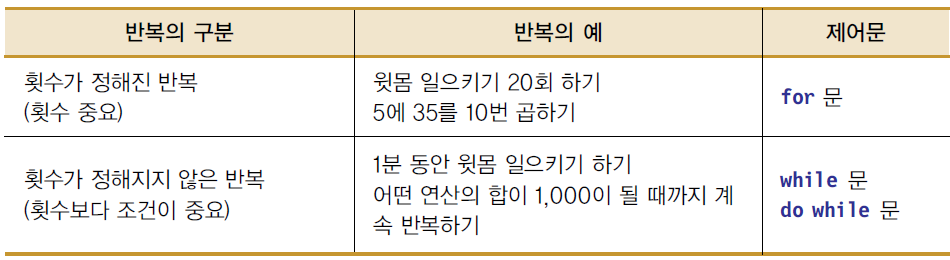 반복의 구분 반복의 예 제어문
횟수가 정해진 반복
(횟수 중요)
윗몸 일으키기 20회 하기
5에 35를 10번 곱하기
for 문
횟수가 정해지지 않은 반복
(횟수보다 조건이 중요)
1분 동안 윗몸 일으키기 하기
어떤 연산의 합이 1,000이 될 때까지 계
속 반복하기
while 문
do while 문